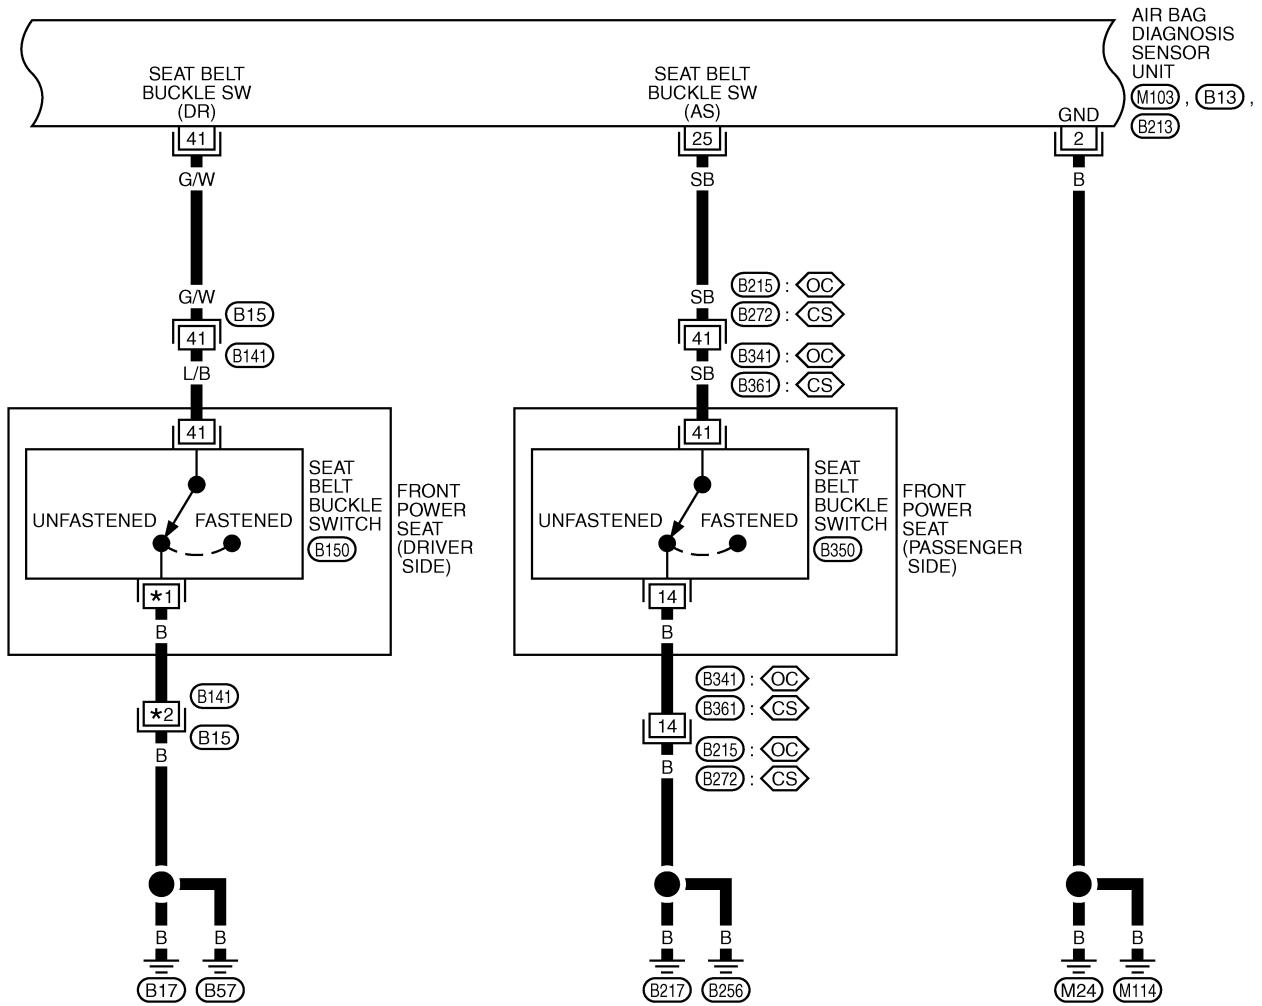 AIR BAG
DIAGNOSIS
SENSOR
UNIT
M103 , B13 ,
B213
SEAT BELT
BUCKLE SW
(DR)
SEAT BELT
BUCKLE SW
(AS)
GND
41
25
2
G/W
SB
B
G/W
B15
41
B141
L/B
SB
B215 : OC
B272 : CS
41
B341 : OC
B361 : CS
SB
41
UNFASTENED
FASTENED
SEAT
BELT
BUCKLE
SWITCH
B150
FRONT
POWER
SEAT
(DRIVER
SIDE)
*1
B
41
UNFASTENED
FASTENED
SEAT
BELT
BUCKLE
SWITCH
B350
FRONT
POWER
SEAT
(PASSENGER
SIDE)
14
B
B141
*2
B15
B
B341 : OC
B361 : CS
14
B215 : OC
B272 : CS
B
B
B
B
B
B
B
B17
B57
B217
B256
M24
M114